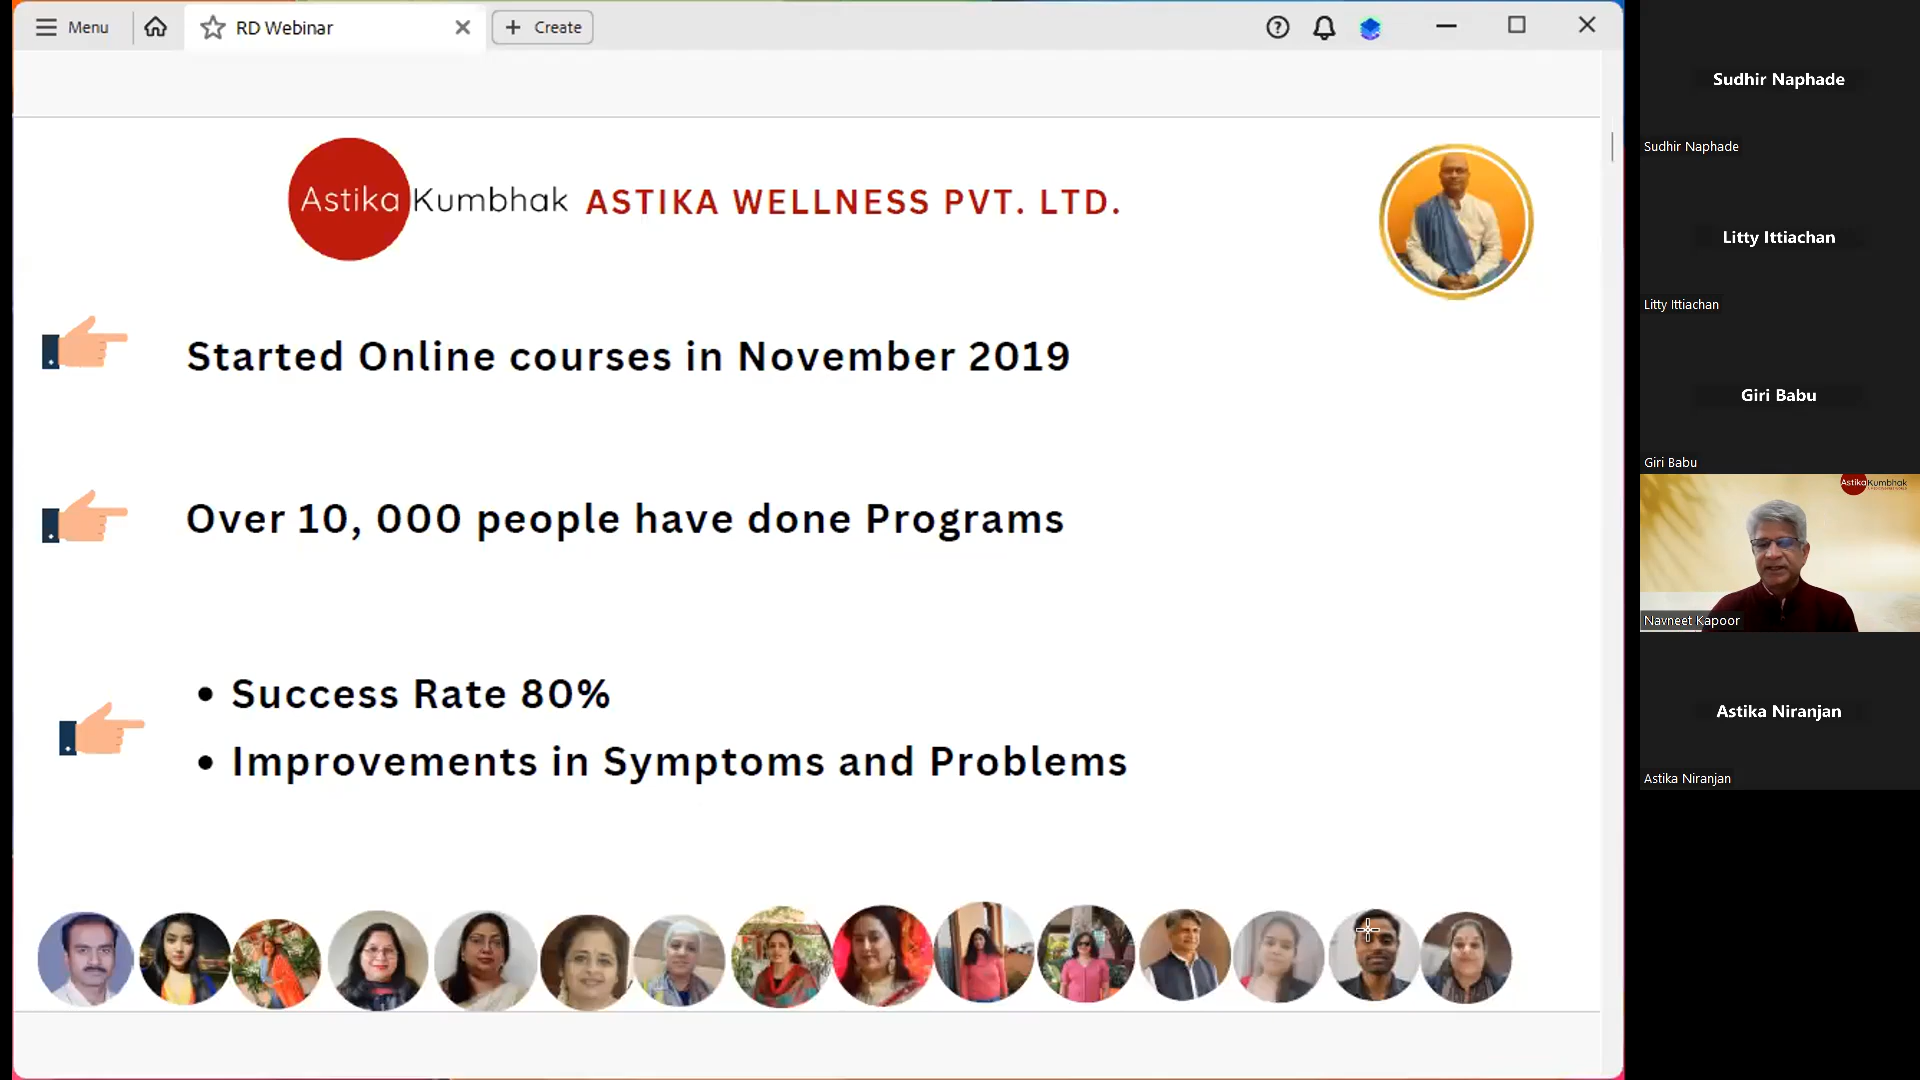 Menu
RD Webinar
Create
Astika Kumbhak ASTIKA WELLNESS PVT. LTD.
Started Online courses in November 2019
Over 10, 000 people have done Programs
• Success Rate 80%
• Improvements in Symptoms and Problems
Sudhir Naphade
Sudhir Naphade
Litty Ittiachan
Litty Ittiachan
Giri Babu
Giri Babu
Astika Kumbhak
Navneet Kapoor
Astika Niranjan
Astika Niranjan